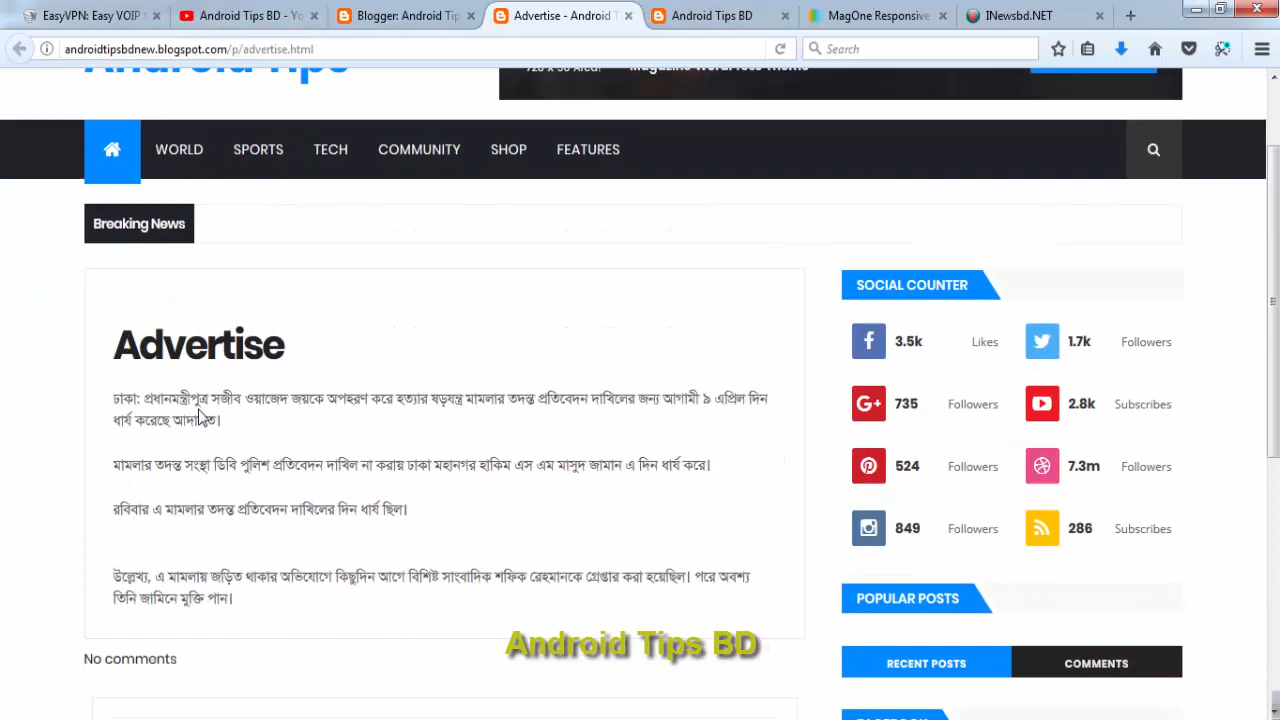 EasyVPN: Easy VOIP
Android Tips BD - Yo
Blogger: Android Tip
Advertise - Android T
Android Tips BD
MagOne Responsive
INewsbd.NET
androidtipsbdnew.blogspot.com/p/advertise.html
Search
Android Tips
WORLD SPORTS TECH COMMUNITY SHOP FEATURES
Breaking News
Advertise
ঢাকা: প্রধানমন্ত্রীপুত্র সজীব ওয়াজেদ জয়কে অপহরণ করে হত্যার ষড়যন্ত্র মামলার তদন্ত প্রতিবেদন দাখিলের জন্য আগামী ৯ এপ্রিল দিন
ধার্য করেছে আদালত।
মামলার তদন্ত সংস্থা ডিবি পুলিশ প্রতিবেদন দাখিল না করায় ঢাকা মহানগর হাকিম এস এম মাসুদ জামান এ দিন ধার্য করে।
রবিবার এ মামলার তদন্ত প্রতিবেদন দাখিলের দিন ধার্য ছিল।
উল্লেখ্য, এ মামলায় জড়িত থাকার অভিযোগে কিছুদিন আগে বিশিষ্ট সাংবাদিক শফিক রেহমানকে গ্রেপ্তার করা হয়েছিল। পরে অবশ্য
তিনি জামিনে মুক্তি পান।
No comments
SOCIAL COUNTER
3.5k Likes 1.7k Followers
735 Followers 2.8k Subscribes
524 Followers 7.3m Followers
849 Followers 286 Subscribes
POPULAR POSTS
RECENT POSTS COMMENTS
Android Tips BD